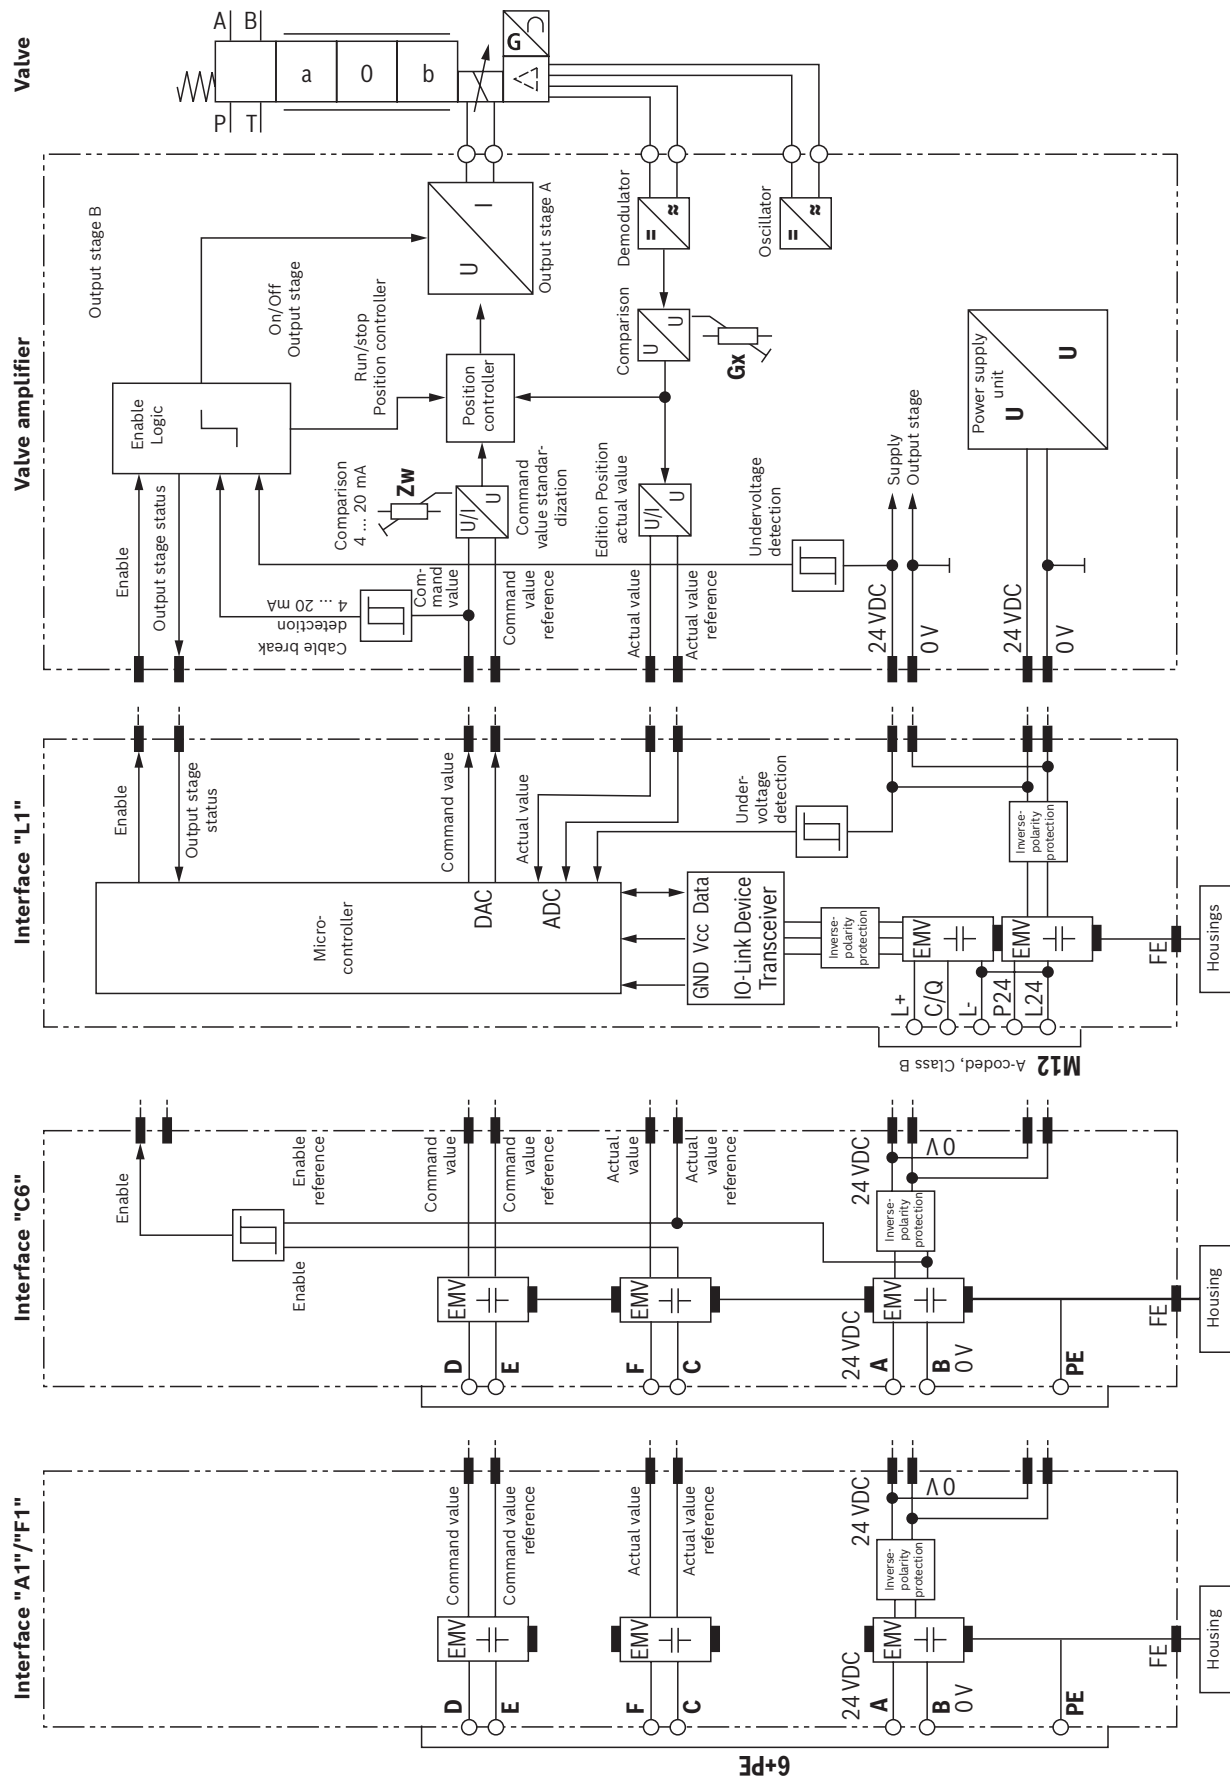 Interface "A1"/"F1"
6+PE
D
E
F
C
24 VDC
A
B
0 V
PE
EMV
EMV
EMV
Command value
Command value
reference
Actual value
Actual value
reference
Inverse-
polarity
protection
24 VDC
0 V
FE
Housing
Interface "C6"
D
E
F
C
24 VDC
A
B
0 V
PE
EMV
EMV
EMV
Enable
Enable
Enable
reference
Command
value
Command value
reference
Actual
value
Actual
value
reference
Inverse-
polarity
protection
24 VDC
0 V
FE
Housing
Interface "L1"
M12 A-coded, Class B
L+
C/Q
L-
P24
L24
EMV
EMV
Inverse-
polarity
protection
GND Vcc Data
IO-Link Device
Transceiver
Micro-
controller
DAC
ADC
Enable
Output stage
status
Command value
Actual value
Under-
voltage
detection
Inverse-
polarity
protection
FE
Housings
Valve amplifier
Enable
Output stage status
Cable break
detection
4 ... 20 mA
Com-
mand
value
Command value
reference
Actual value
Actual value
reference
24 VDC
0 V
24 VDC
0 V
Enable
Logic
Comparison
4 ... 20 mA
Zw
U/I
U
Command
value standar-
dization
Edition Position
actual value
U/I
U
Undervoltage
detection
Supply
Output stage
Run/stop
Position controller
On/Off
Output stage
Position
controller
Output stage B
U
I
Output stage A
Comparison
U
U
Gx
Demodulator
=
≈
Oscillator
=
≈
Power supply
unit
U
U
Valve
A
B
P
T
a
0
b
G